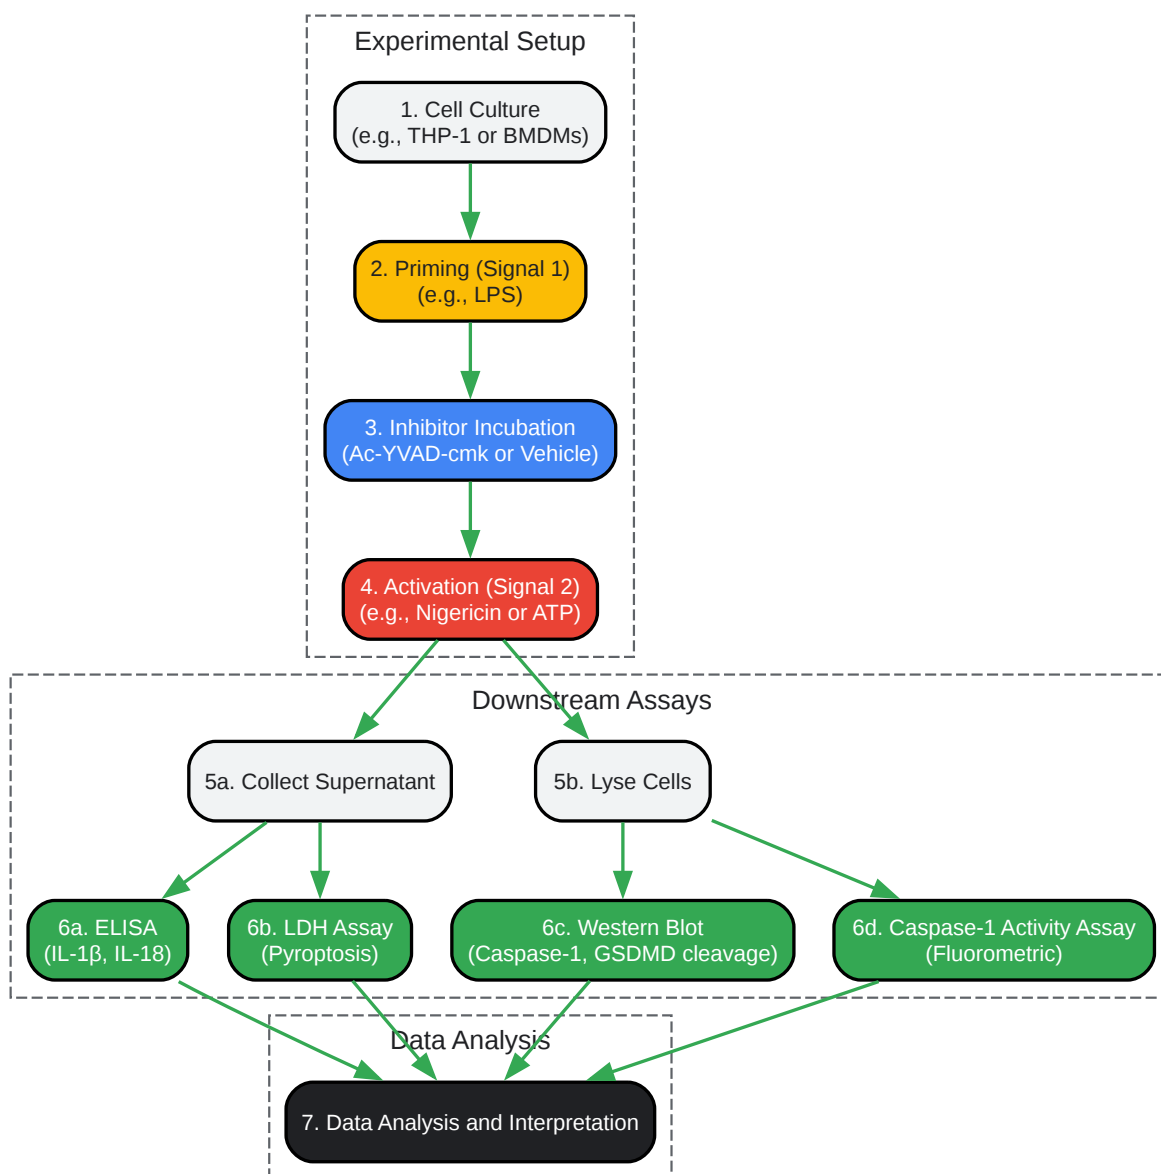 Experimental Setup
1. Cell Culture
(e.g., THP-1 or BMDMs)
2. Priming (Signal 1)
(e.g., LPS)
3. Inhibitor Incubation
(Ac-YVAD-cmk or Vehicle)
4. Activation (Signal 2)
(e.g., Nigericin or ATP)
Downstream Assays
5a. Collect Supernatant
5b. Lyse Cells
6a. ELISA
(IL-1β, IL-18)
6b. LDH Assay
(Pyroptosis)
6c. Western Blot
(Caspase-1, GSDMD cleavage)
6d. Caspase-1 Activity Assay
(Fluorometric)
Data Analysis
7. Data Analysis and Interpretation